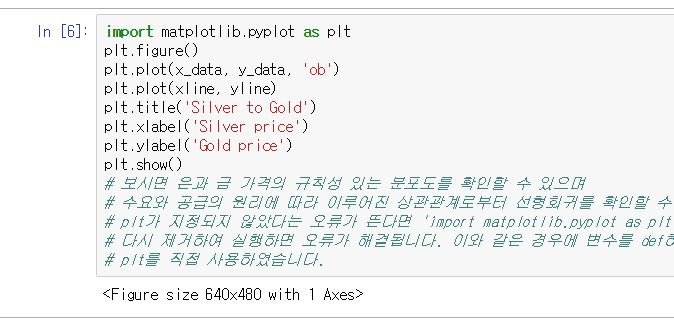 In [6]: import matplotlib.pyplot as plt
plt.figure()
plt.plot(x_data, y_data, 'ob')
plt.plot(xline, yline)
plt.title('Silver to Gold')
plt.xlabel('Silver price')
plt.ylabel('Gold price')
plt.show()
# 보시면 은과 금 가격의 규칙성 있는 분포도를 확인할 수 있으며
# 수요와 공급의 원리에 따라 이루어진 상관관계로부터 선형회귀를 확인할 수
# plt가 지정되지 않았다는 오류가 뜬다면 'import matplotlib.pyplot as plt
# 다시 제거하여 실행하면 오류가 해결됩니다. 이와 같은 경우에 변수를 def하
# plt를 직접 사용하였습니다.
<Figure size 640x480 with 1 Axes>